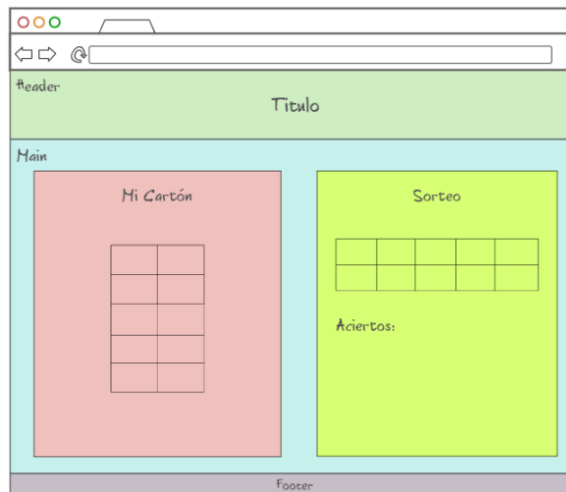 Header
Titulo
Main
Mi Cartón
Sorteo
Aciertos:
Footer